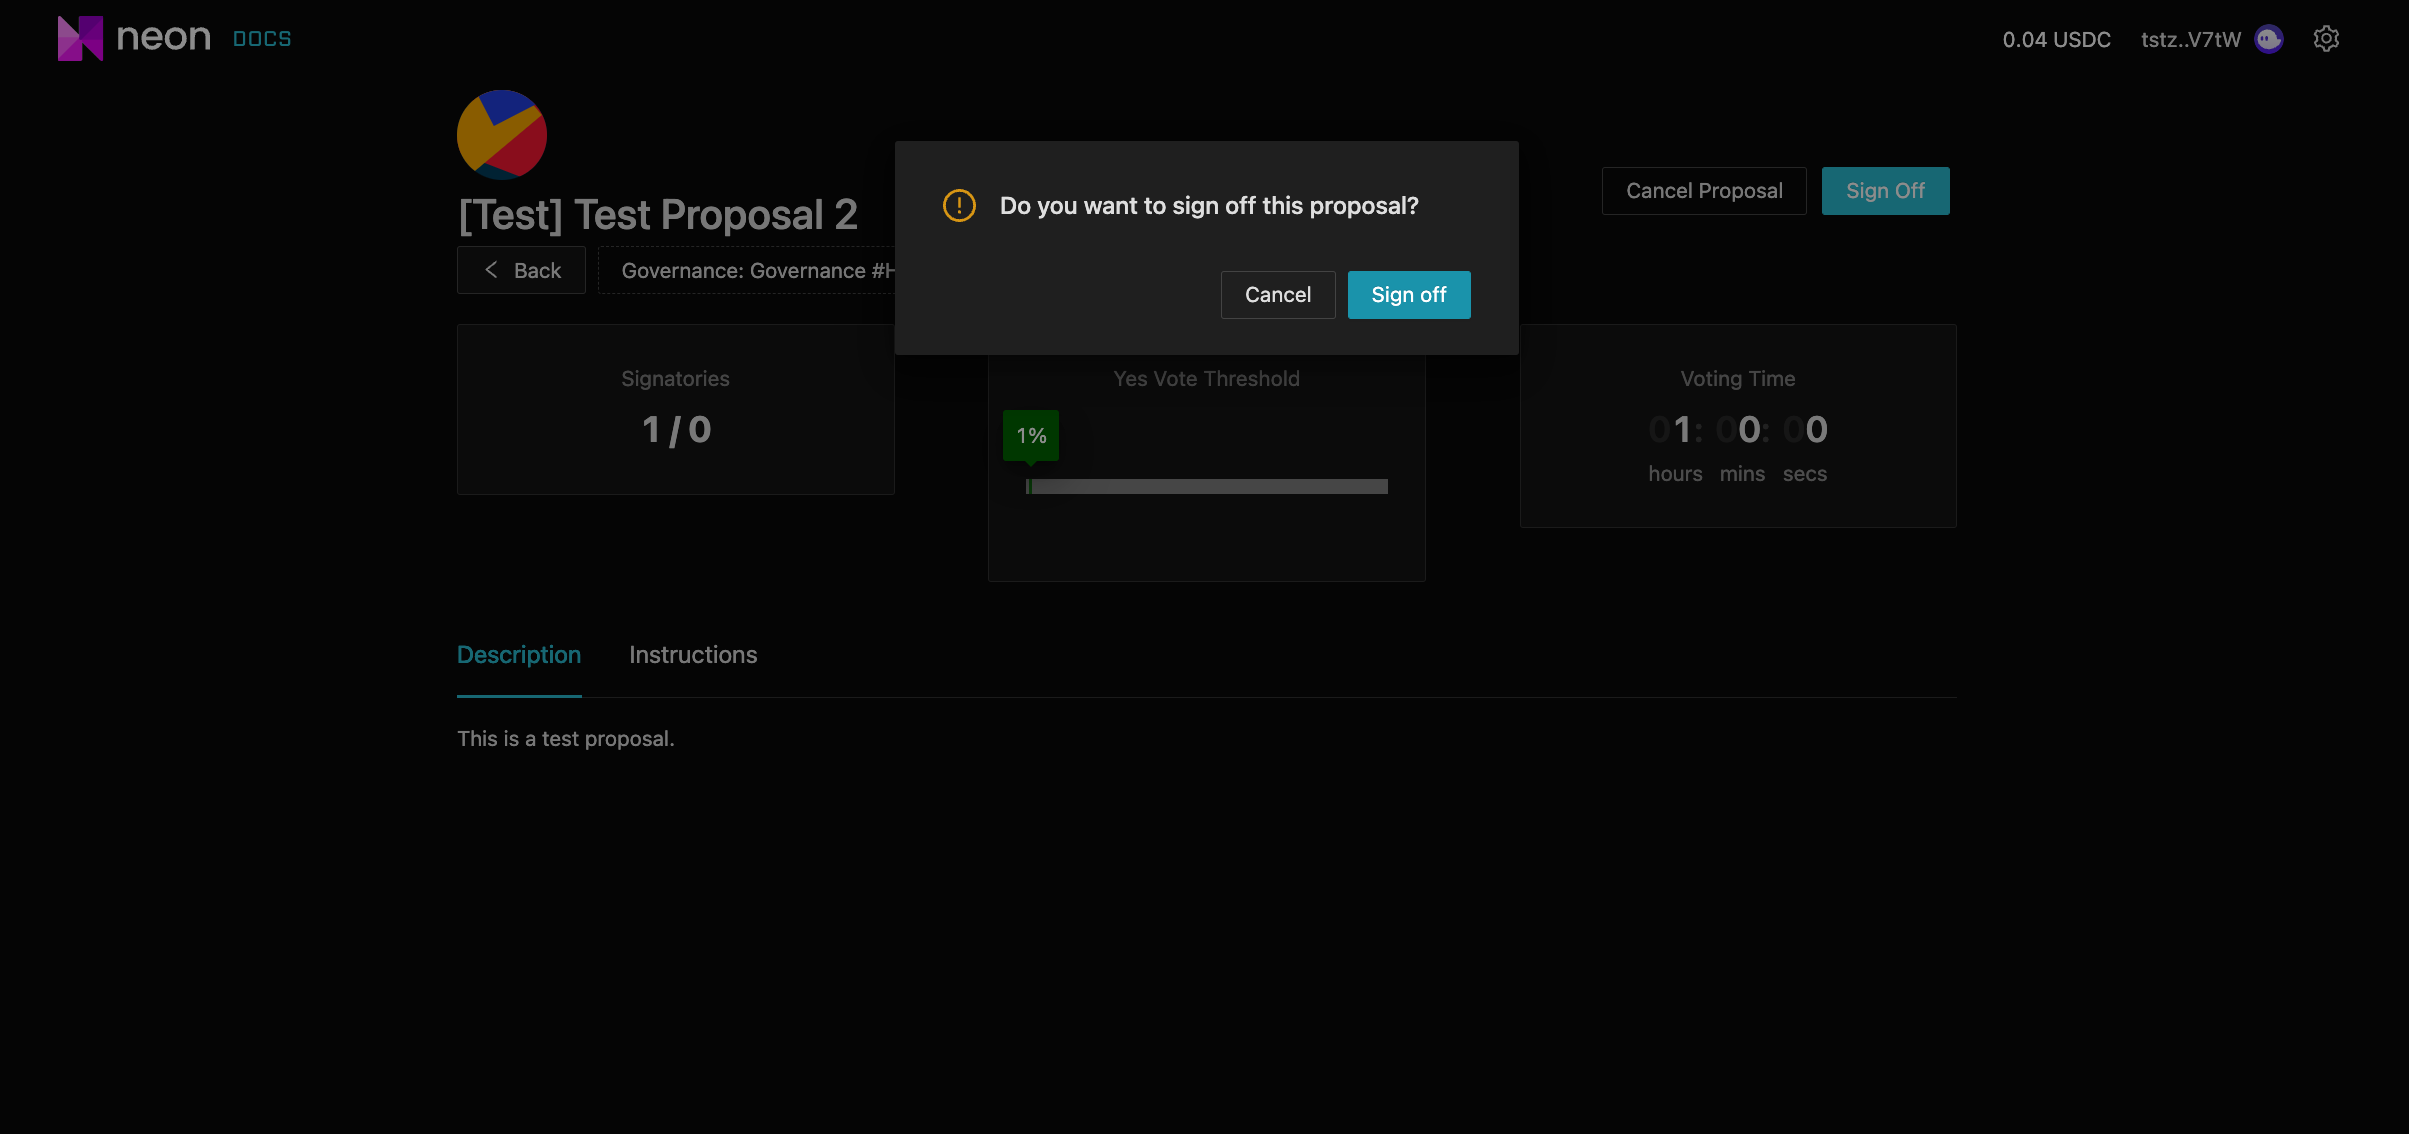 neon DOCS
0.04 USDC tstz..V7tW
[Test] Test Proposal 2
Cancel Proposal Sign Off
Do you want to sign off this proposal?
Cancel Sign off
Back Governance: Governance #H
Signatories
1 / 0
Yes Vote Threshold
1%
Voting Time
01: 00: 00
hours mins secs
Description Instructions
This is a test proposal.